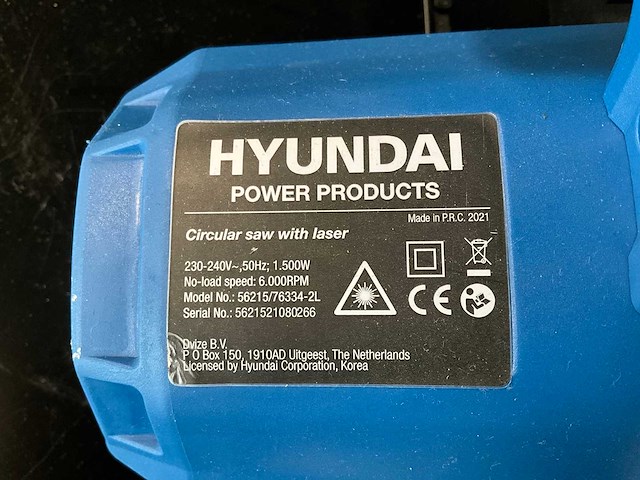 HYUNDAI
POWER PRODUCTS
Made in P.R.C. 2021
Circular saw with laser
230-240V~,50Hz; 1.500W
No-load speed: 6.000RPM
Model No.: 56215/76334-2L
Serial No.: 5621521080266
CE
Dvize B.V.
P O Box 150, 1910AD Uitgeest, The Netherlands
Licensed by Hyundai Corporation, Korea